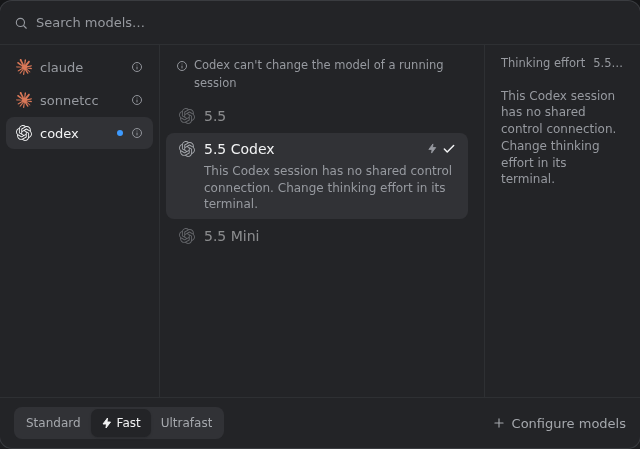 Search models...
claude
sonnetcc
codex
Codex can't change the model of a running
session
5.5
5.5 Codex
This Codex session has no shared control
connection. Change thinking effort in its
terminal.
5.5 Mini
Thinking effort 5.5...
This Codex session
has no shared
control connection.
Change thinking
effort in its
terminal.
Standard
Fast
Ultrafast
Configure models